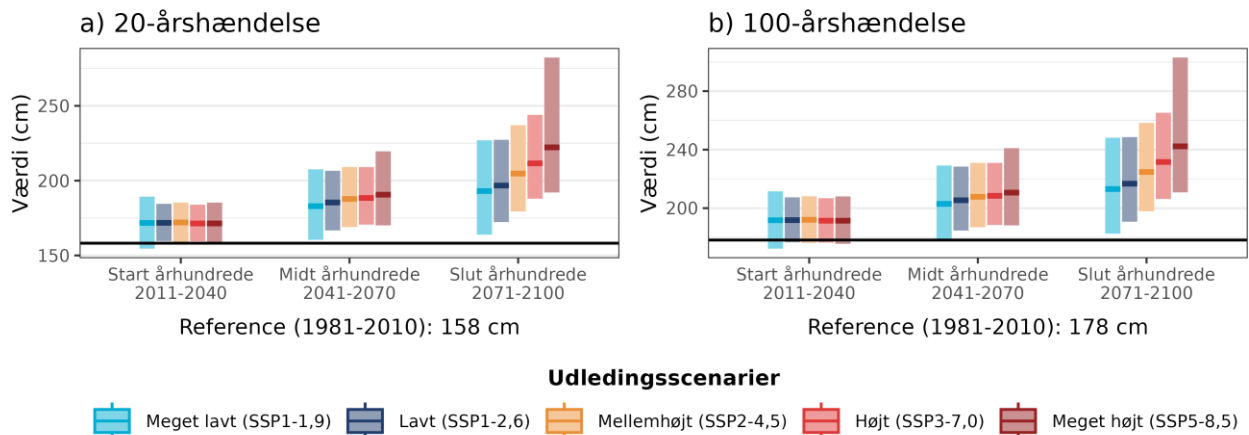 a) 20-årshændelse
b) 100-årshændelse
Værdi (cm)
250
200
150
Værdi (cm)
280
240
200
Start århundrede
2011-2040
Midt århundrede
2041-2070
Slut århundrede
2071-2100
Start århundrede
2011-2040
Midt århundrede
2041-2070
Slut århundrede
2071-2100
Reference (1981-2010): 158 cm
Reference (1981-2010): 178 cm
Udledingsscenarier
Meget lavt (SSP1-1,9)
Lavt (SSP1-2,6)
Mellemhøjt (SSP2-4,5)
Højt (SSP3-7,0)
Meget højt (SSP5-8,5)